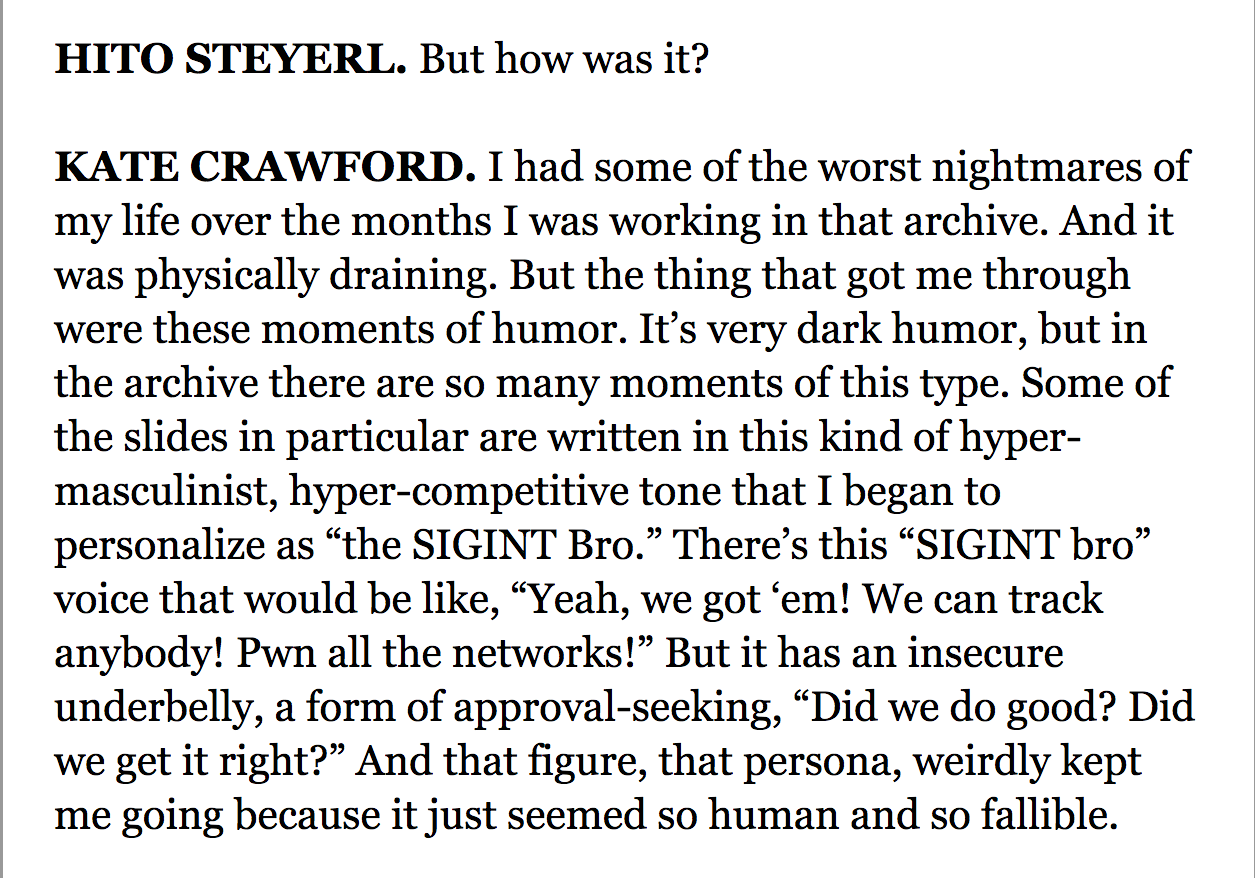 HITO STEYERL. But how was it?
KATE CRAWFORD. I had some of the worst nightmares of
my life over the months I was working in that archive. And it
was physically draining. But the thing that got me through
were these moments of humor. It’s very dark humor, but in
the archive there are so many moments of this type. Some of
the slides in particular are written in this kind of hyper-
masculinist, hyper-competitive tone that I began to
personalize as “the SIGINT Bro.” There’s this “SIGINT bro”
voice that would be like, “Yeah, we got ‘em! We can track
anybody! Pwn all the networks!” But it has an insecure
underbelly, a form of approval-seeking, “Did we do good? Did
we get it right?” And that figure, that persona, weirdly kept
me going because it just seemed so human and so fallible.